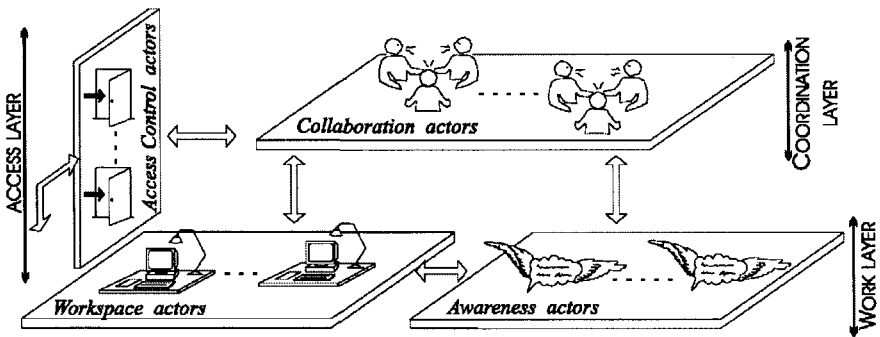 ACCESS LAYER
Access Control actors
Collaboration actors
COORDINATION
LAYER
Workspace actors
Awareness actors
WORK LAYER